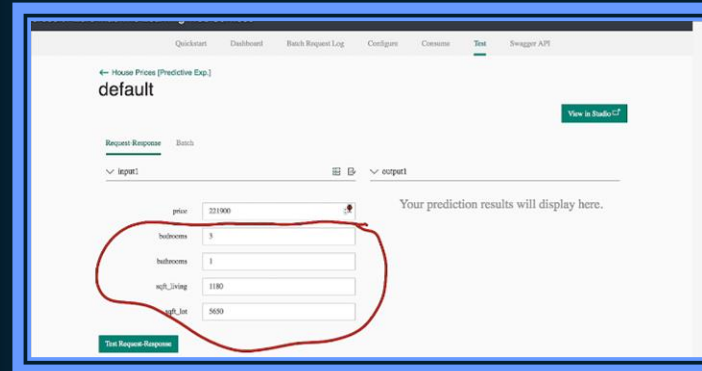 Quickstart Dashboard Batch Request Log Configure Consume Test Swagger API
← House Prices [Predictive Exp.]
default
View in Studio
Request-Response Batch
input1
output1
price 221900
Your prediction results will display here.
bedrooms 3
bathrooms 1
sqft_living 1180
sqft_lot 5650
Test Request-Response